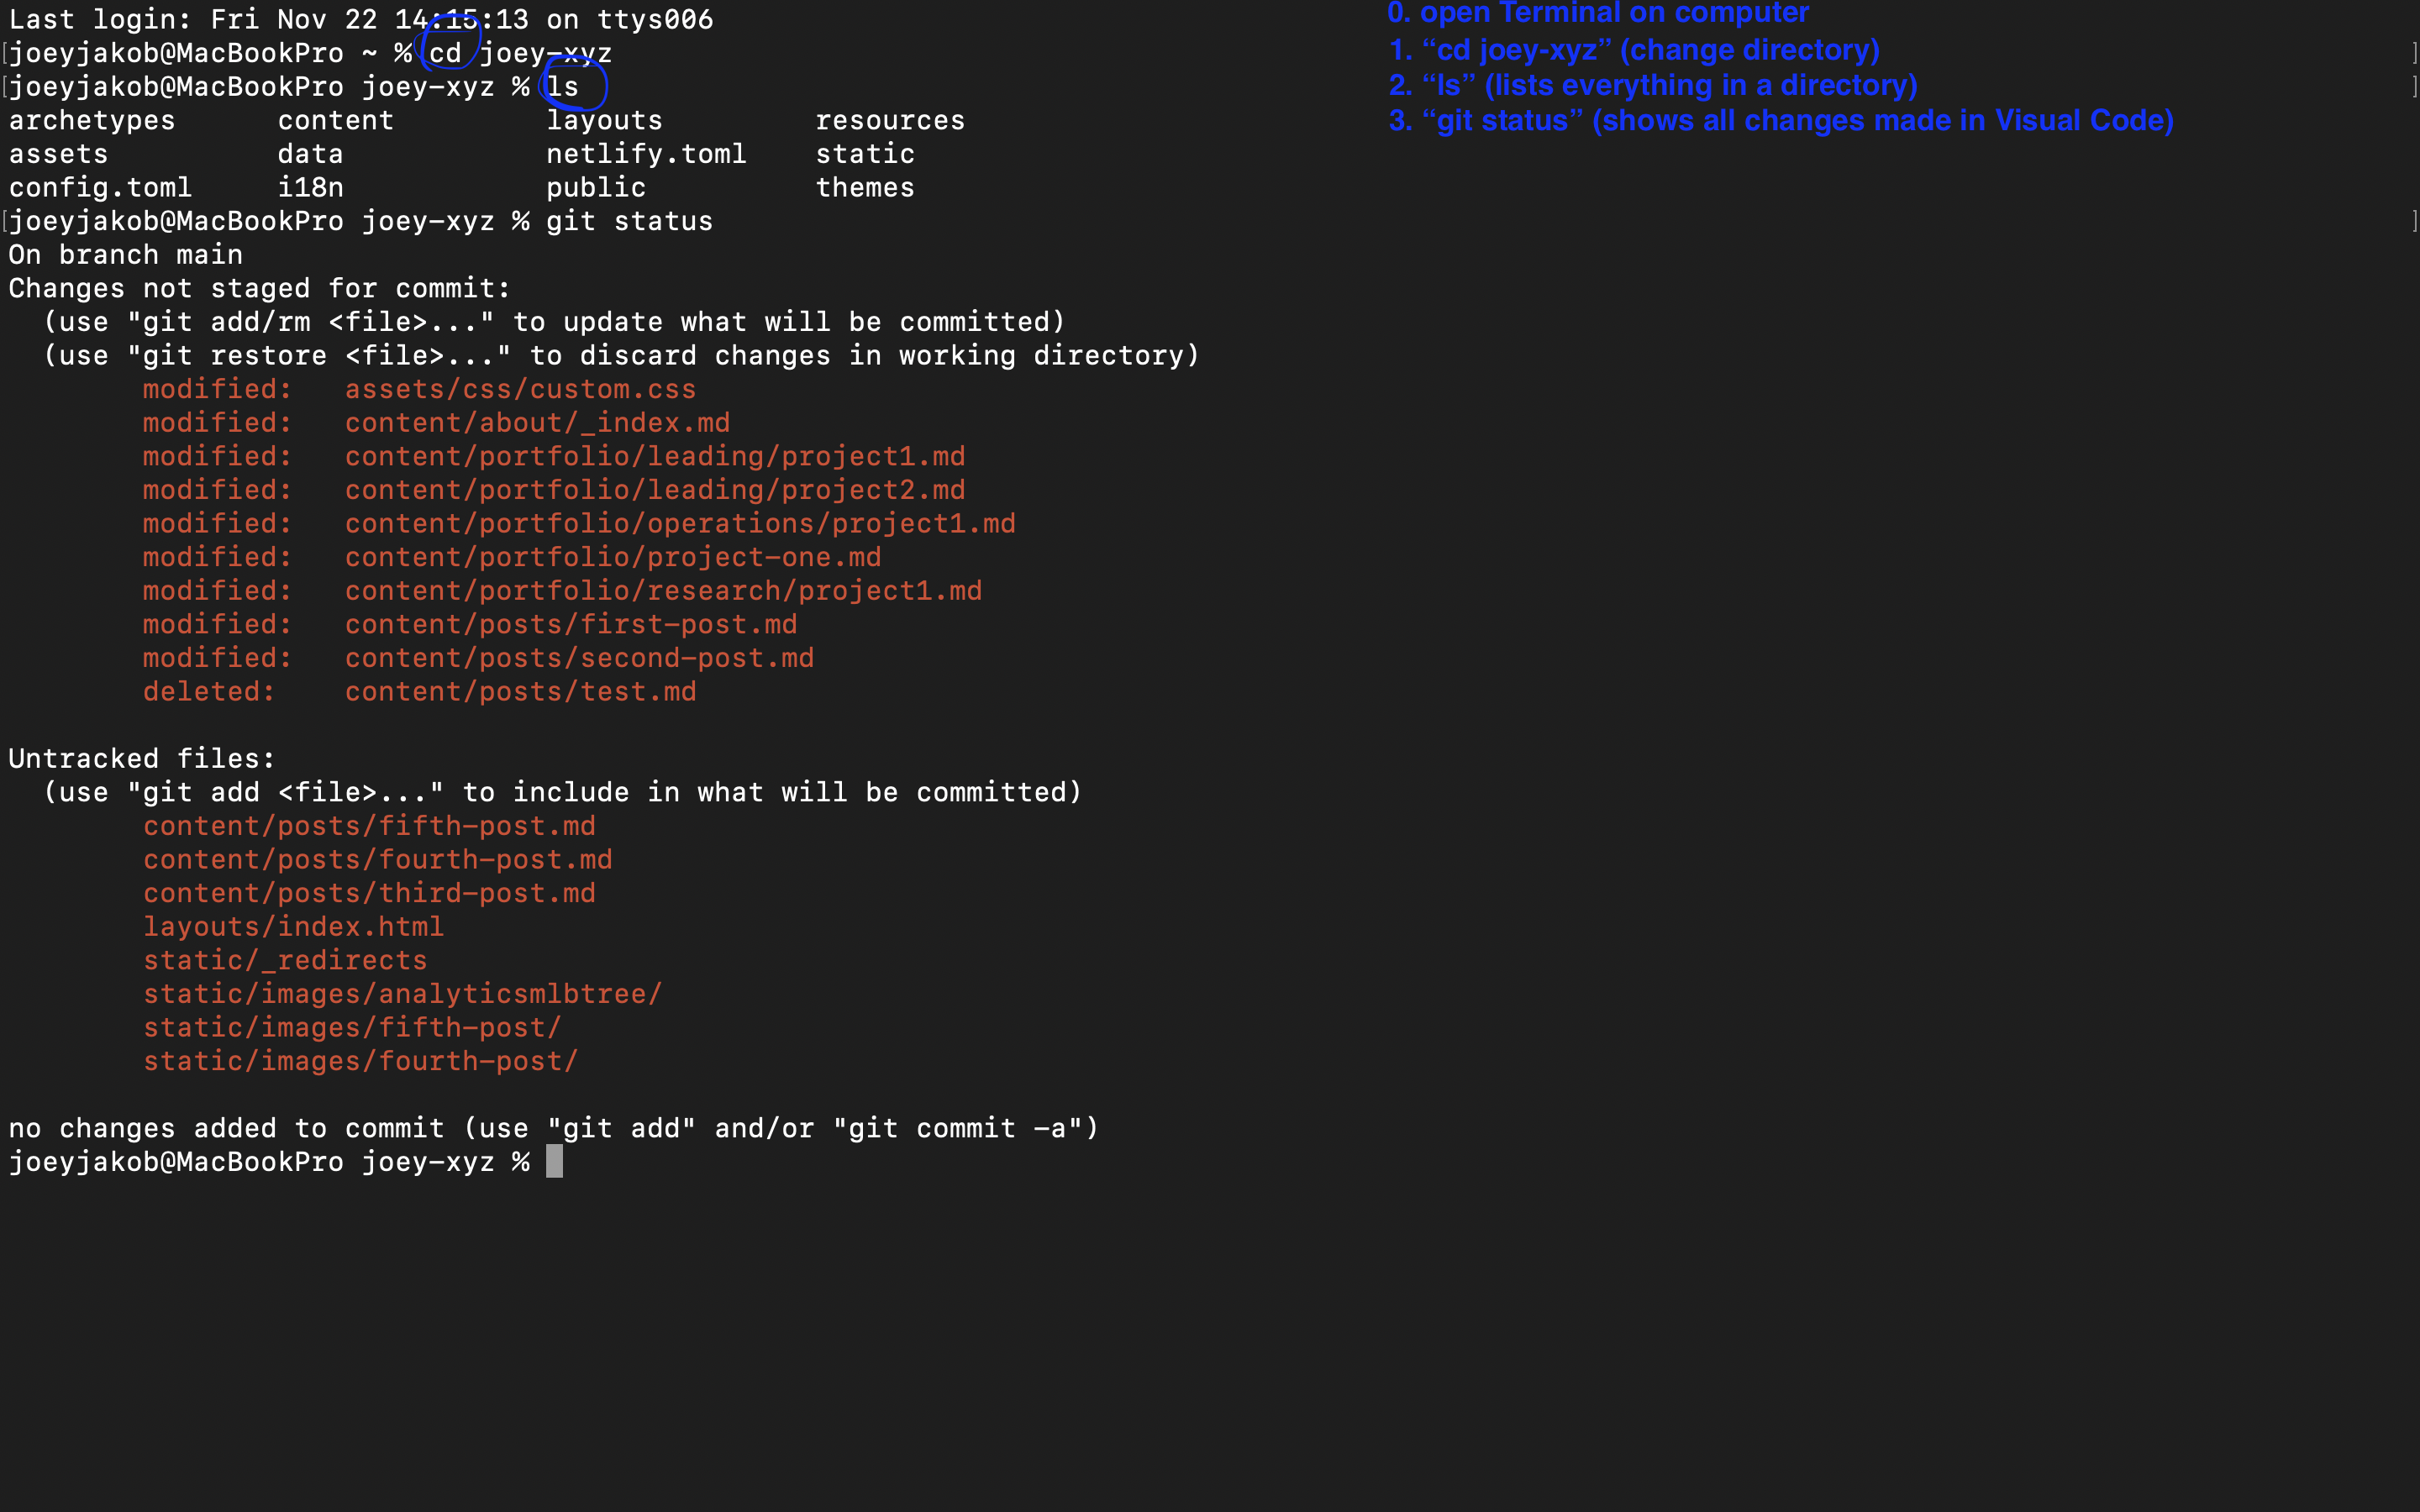 Last login: Fri Nov 22 14:15:13 on ttys006
[joeyjakob@MacBookPro ~ % cd joey-xyz ]
[joeyjakob@MacBookPro joey-xyz % ls ]
archetypes content layouts resources
assets data netlify.toml static
config.toml i18n public themes
[joeyjakob@MacBookPro joey-xyz % git status ]
On branch main
Changes not staged for commit:
(use "git add/rm <file>..." to update what will be committed)
(use "git restore <file>..." to discard changes in working directory)
modified: assets/css/custom.css
modified: content/about/_index.md
modified: content/portfolio/leading/project1.md
modified: content/portfolio/leading/project2.md
modified: content/portfolio/operations/project1.md
modified: content/portfolio/project-one.md
modified: content/portfolio/research/project1.md
modified: content/posts/first-post.md
modified: content/posts/second-post.md
deleted: content/posts/test.md
Untracked files:
(use "git add <file>..." to include in what will be committed)
content/posts/fifth-post.md
content/posts/fourth-post.md
content/posts/third-post.md
layouts/index.html
static/_redirects
static/images/analyticsmlbtree/
static/images/fifth-post/
static/images/fourth-post/
no changes added to commit (use "git add" and/or "git commit -a")
joeyjakob@MacBookPro joey-xyz %
0. open Terminal on computer
1. “cd joey-xyz” (change directory)
2. “ls” (lists everything in a directory)
3. “git status” (shows all changes made in Visual Code)